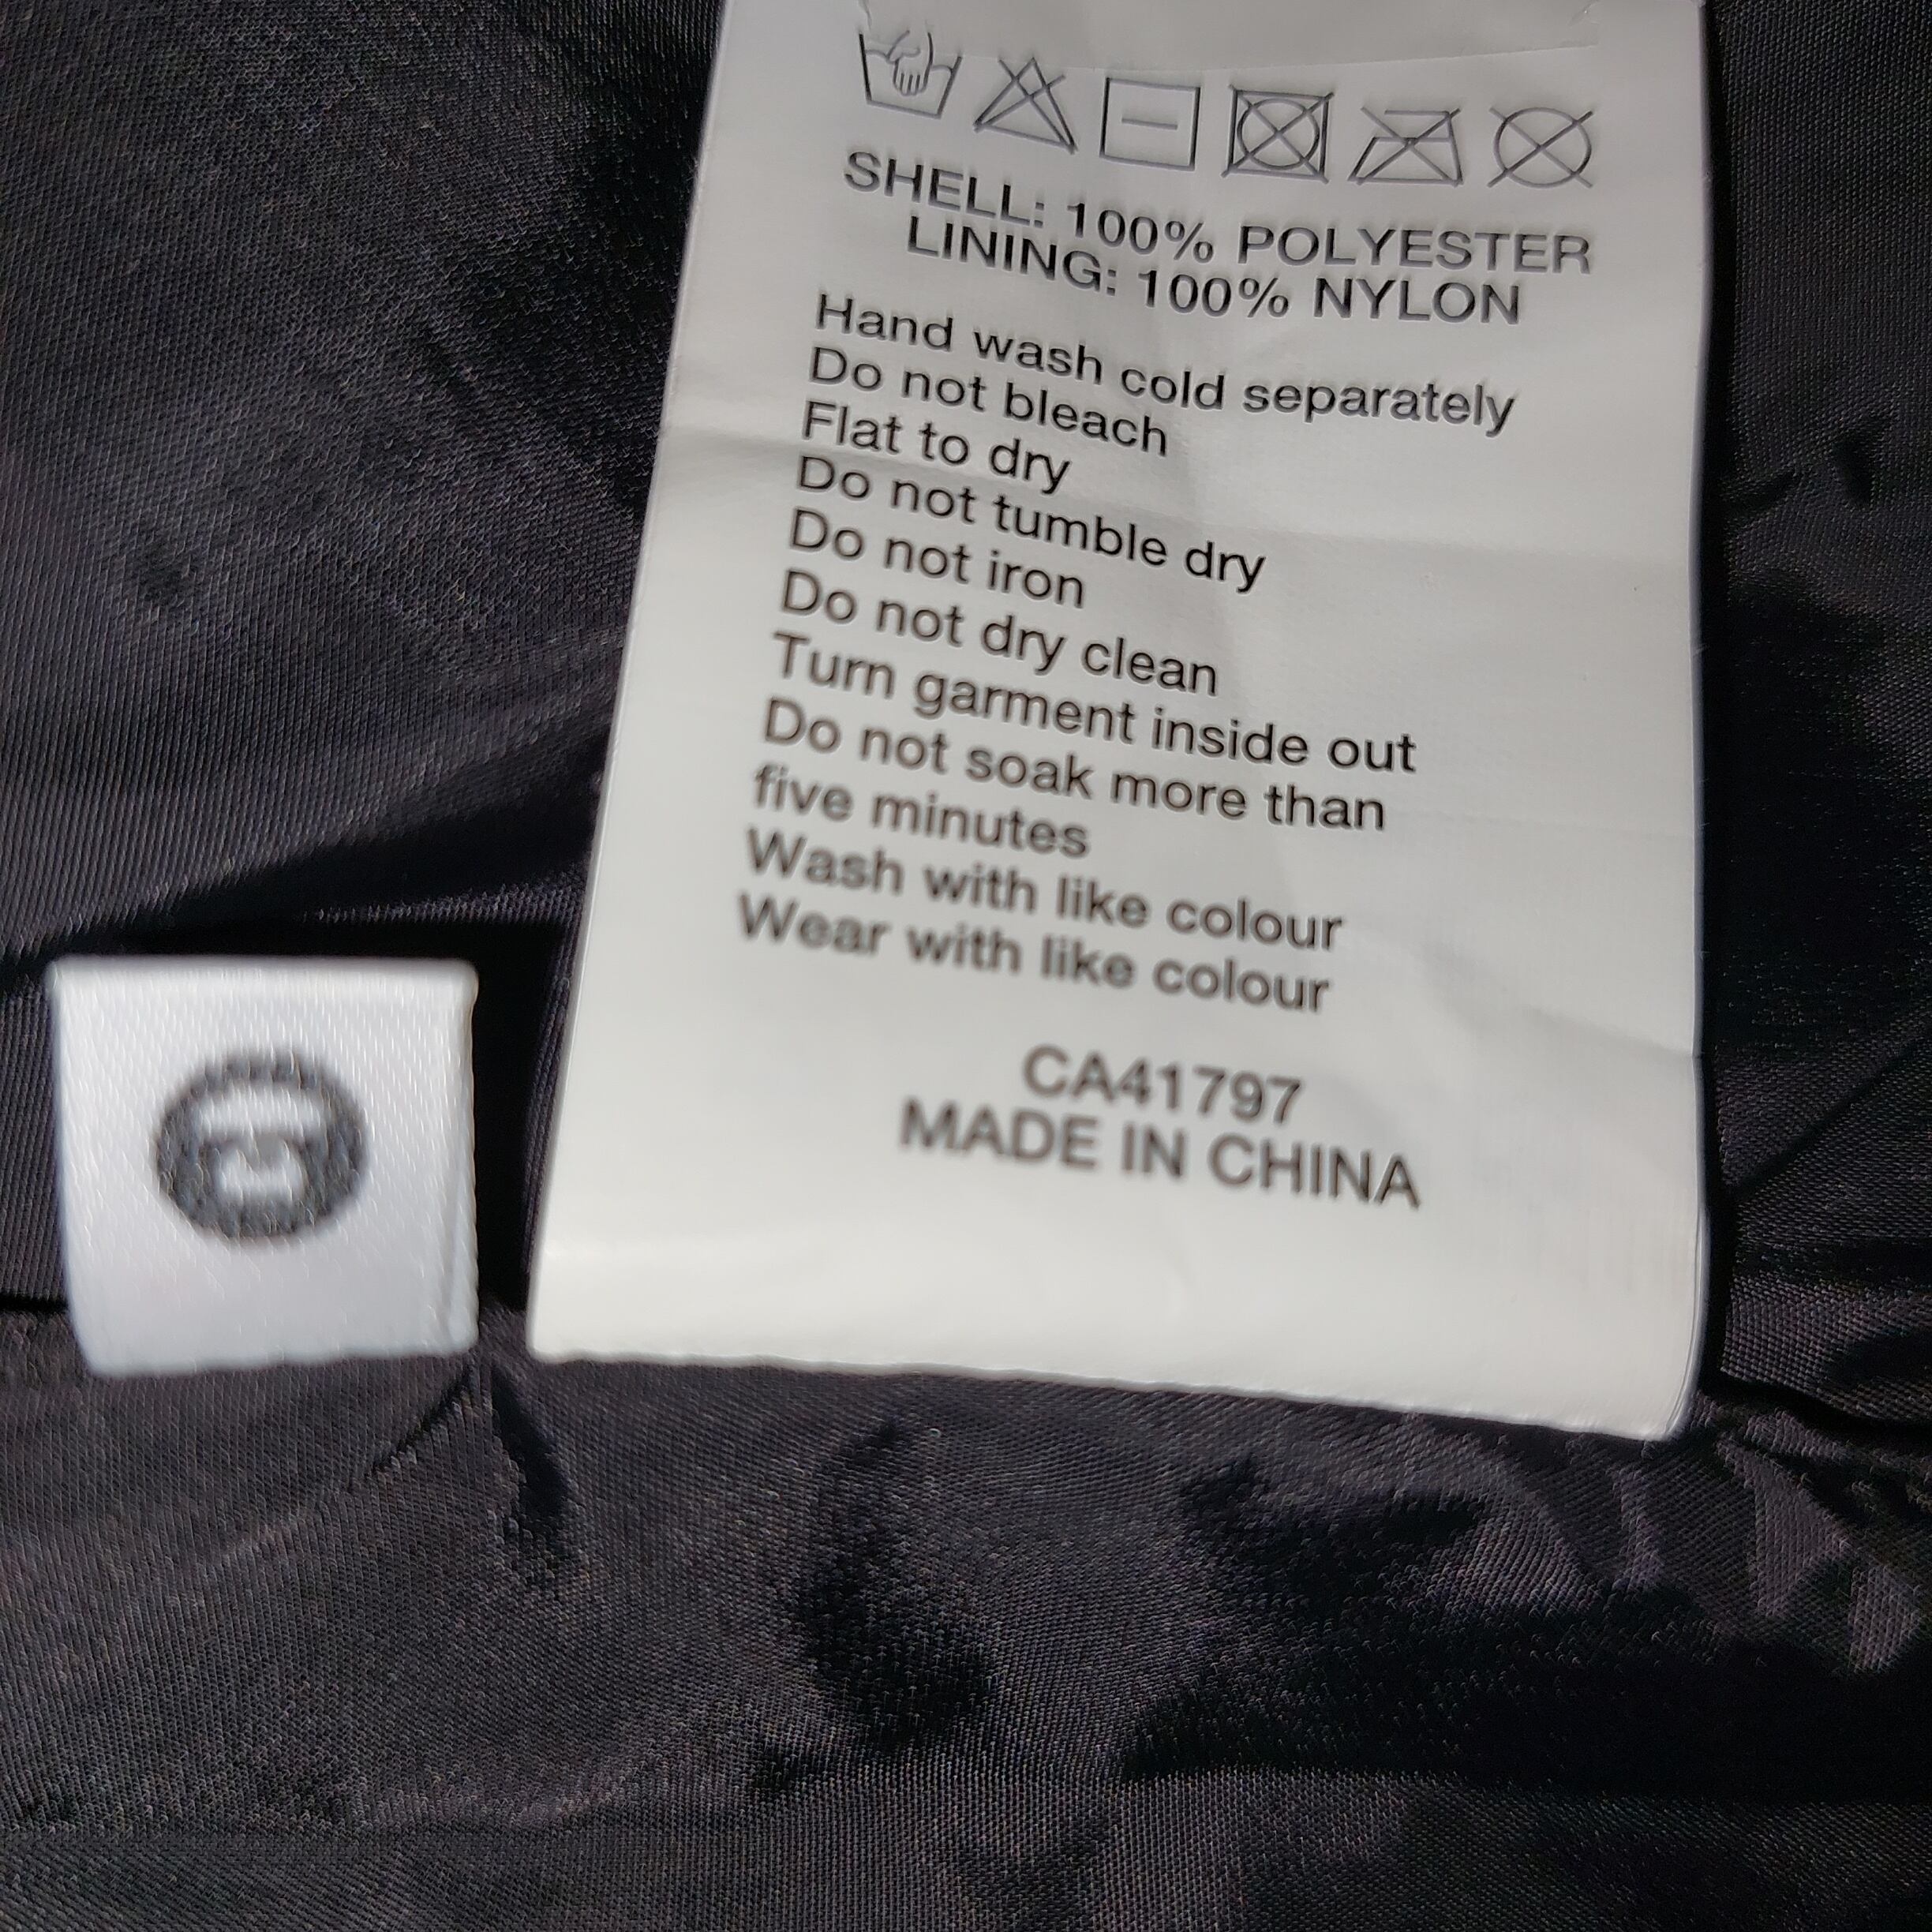 SHELL: 100% POLYESTER
LINING: 100% NYLON
Hand wash cold separately
Do not bleach
Flat to dry
Do not tumble dry
Do not iron
Do not dry clean
Turn garment inside out
Do not soak more than
five minutes
Wash with like colour
Wear with like colour
CA41797
MADE IN CHINA